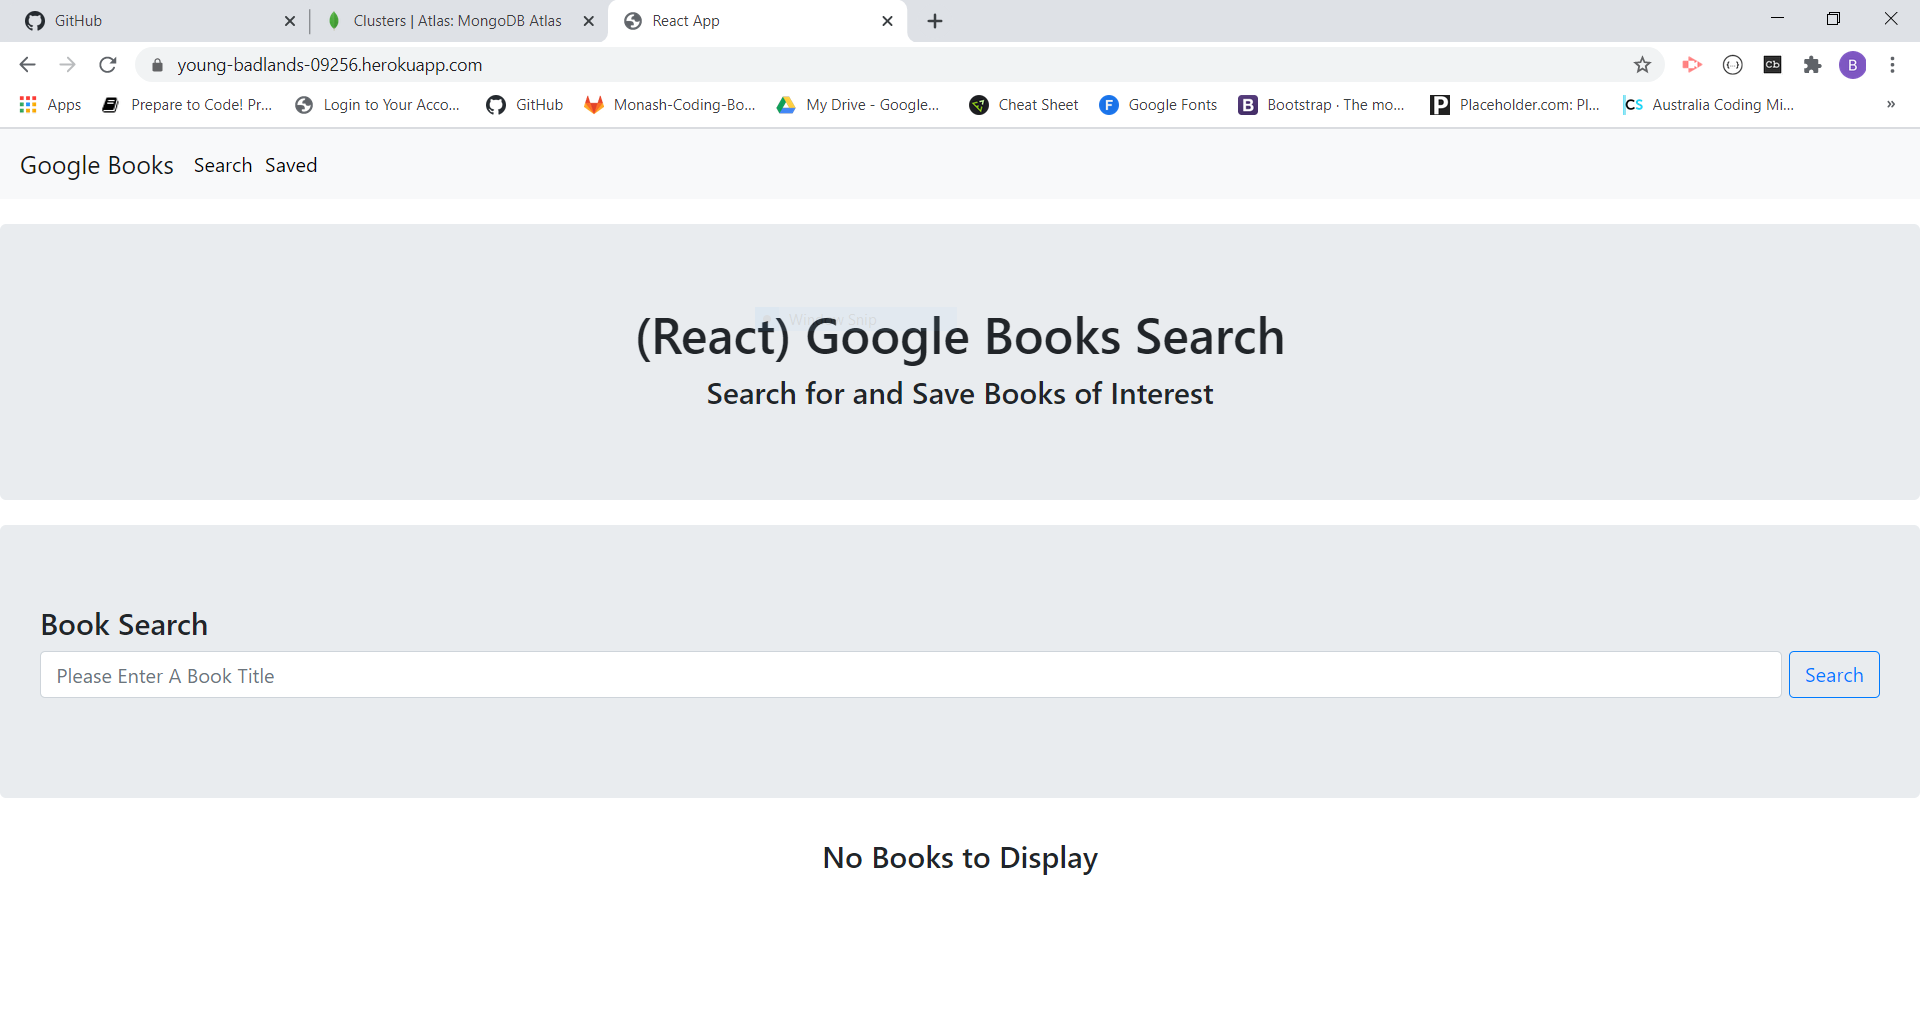 GitHub
Clusters | Atlas: MongoDB Atlas
React App
young-badlands-09256.herokuapp.com
B
Apps
Prepare to Code! Pr...
Login to Your Acco...
GitHub
Monash-Coding-Bo...
My Drive - Google...
Cheat Sheet
F
Google Fonts
B
Bootstrap · The mo...
P
Placeholder.com: Pl...
CS
Australia Coding Mi...
»
Google Books
Search
Saved
Window Snip
(React) Google Books Search
Search for and Save Books of Interest
Book Search
Please Enter A Book Title
Search
No Books to Display